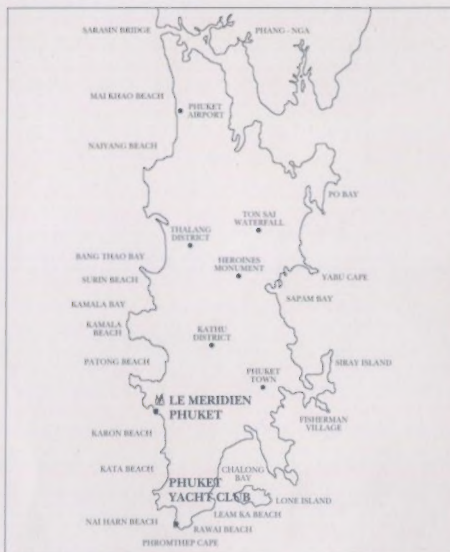 SARASIN BRIDGE
PHANG - NGA
MAI KHAO BEACH
PHUKET
AIRPORT
NAIYANG BEACH
PO BAY
TON SAI
WATERFALL
THALANG
DISTRICT
BANG THAO BAY
HEROINES
MONUMENT
YABU CAPE
SURIN BEACH
SAPAM BAY
KAMALA BAY
KAMALA
BEACH
KATHU
DISTRICT
PATONG BEACH
SIRAY ISLAND
PHUKET
TOWN
LE MERIDIEN
PHUKET
FISHERMAN
VILLAGE
KARON BEACH
KATA BEACH
CHALONG
BAY
PHUKET
YACHT CLUB
LONE ISLAND
LEAM KA BEACH
NAI HARN BEACH
RAWAI BEACH
PHROMTHEP CAPE